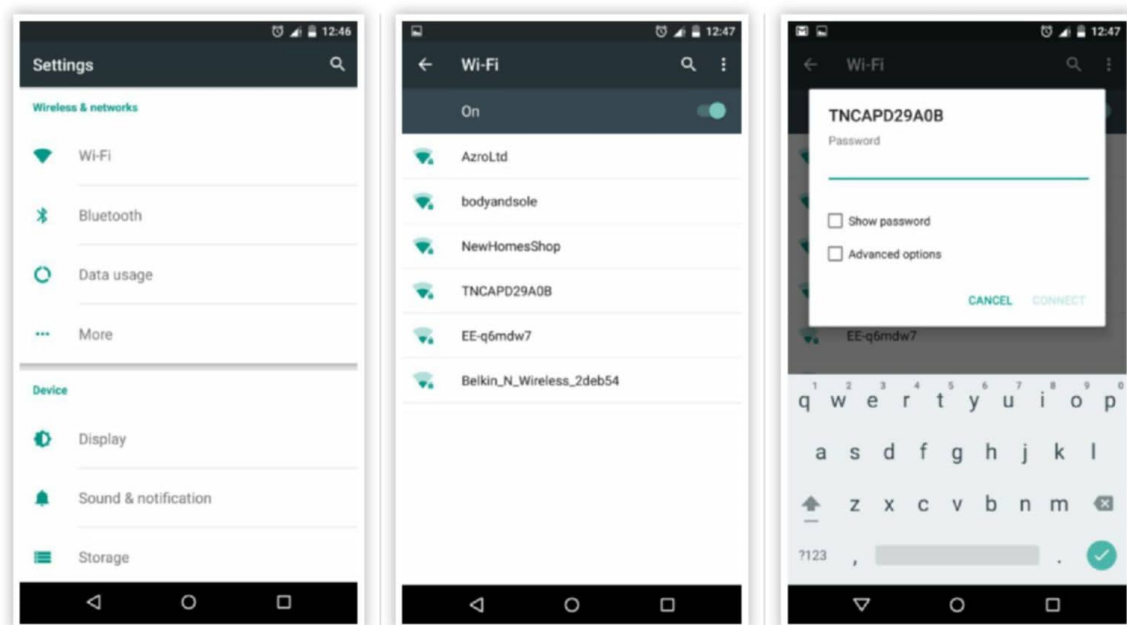 12:46
Settings
Wireless & networks
Wi-Fi
Bluetooth
Data usage
More
Device
Display
Sound & notification
Storage
12:47
Wi-Fi
On
AzroLtd
bodyandsole
NewHomesShop
TNCAPD29A0B
EE-q6mdw7
Belkin_N_Wireless_2deb54
12:47
Wi-Fi
TNCAPD29A0B
Password
Show password
Advanced options
CANCEL CONNECT
EE-q6mdw7
1 2 3 4 5 6 7 8 9 0
q w e r t y u i o p
a s d f g h j k l
z x c v b n m
?123 , .